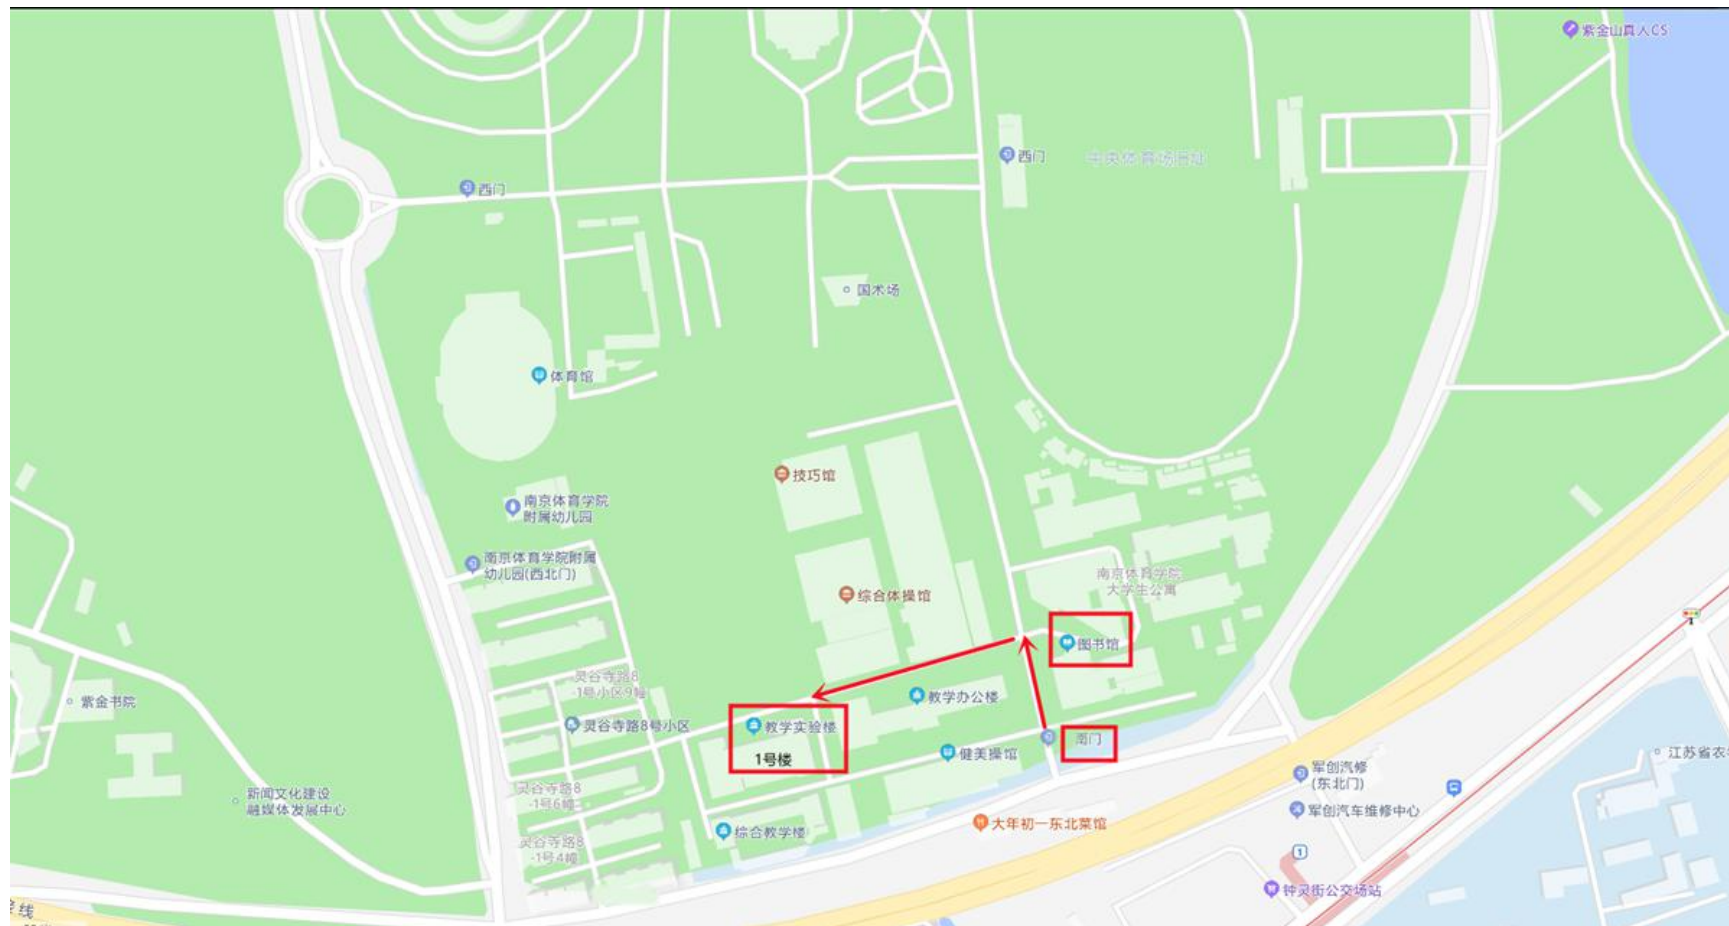 紫金山真人CS
西门
中央体育场旧址
西门
国术场
体育馆
技巧馆
南京体育学院
附属幼儿园
南京体育学院附属
幼儿园(西北门)
南京体育学院
大学生公寓
综合体操馆
图书馆
灵谷寺路8
-1号小区9幢
教学办公楼
紫金书院
灵谷寺路8号小区
教学实验楼
1号楼
南门
健美操馆
江苏省农
军创汽修
(东北门)
新闻文化建设
融媒体发展中心
灵谷寺路8
-1号6幢
军创汽车维修中心
大年初一东北菜馆
综合教学楼
灵谷寺路8
-1号4幢
1
钟灵街公交场站
线